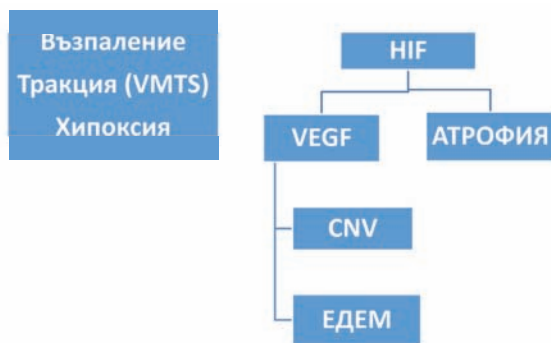 Възпаление
Тракция (VMTS)
Хипоксия
HIF
VEGF
АТРОФИЯ
CNV
ЕДЕМ